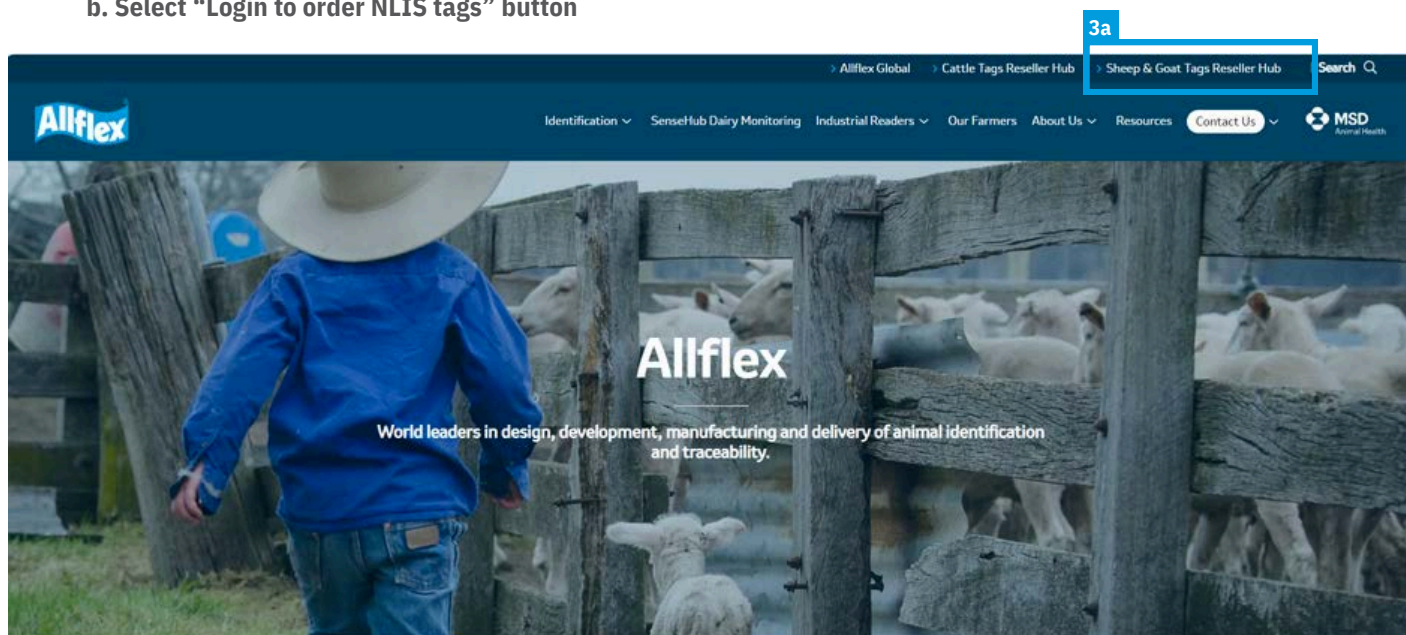 b. Select “Login to order NLIS tags” button
3a
> Allflex Global > Cattle Tags Reseller Hub > Sheep & Goat Tags Reseller Hub Search
Allflex
Identification SenseHub Dairy Monitoring Industrial Readers Our Farmers About Us Resources Contact Us MSD
Animal Health
Allflex
World leaders in design, development, manufacturing and delivery of animal identification
and traceability.